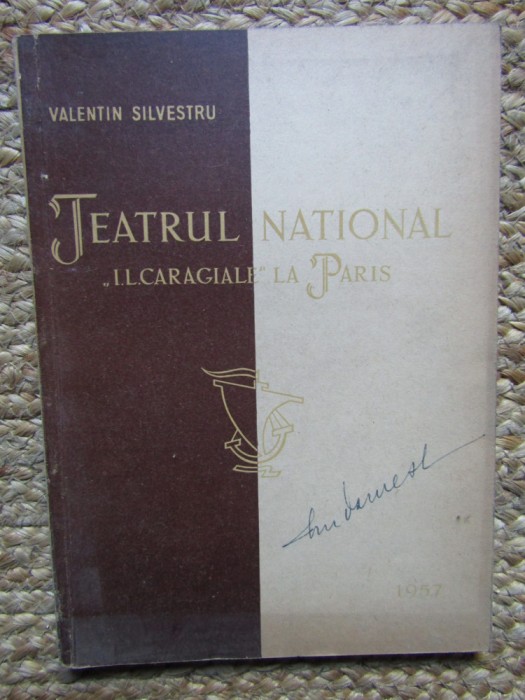 VALENTIN SILVESTRU
TEATRUL NATIONAL
„I.L.CARAGIALE” LA PARIS
1957